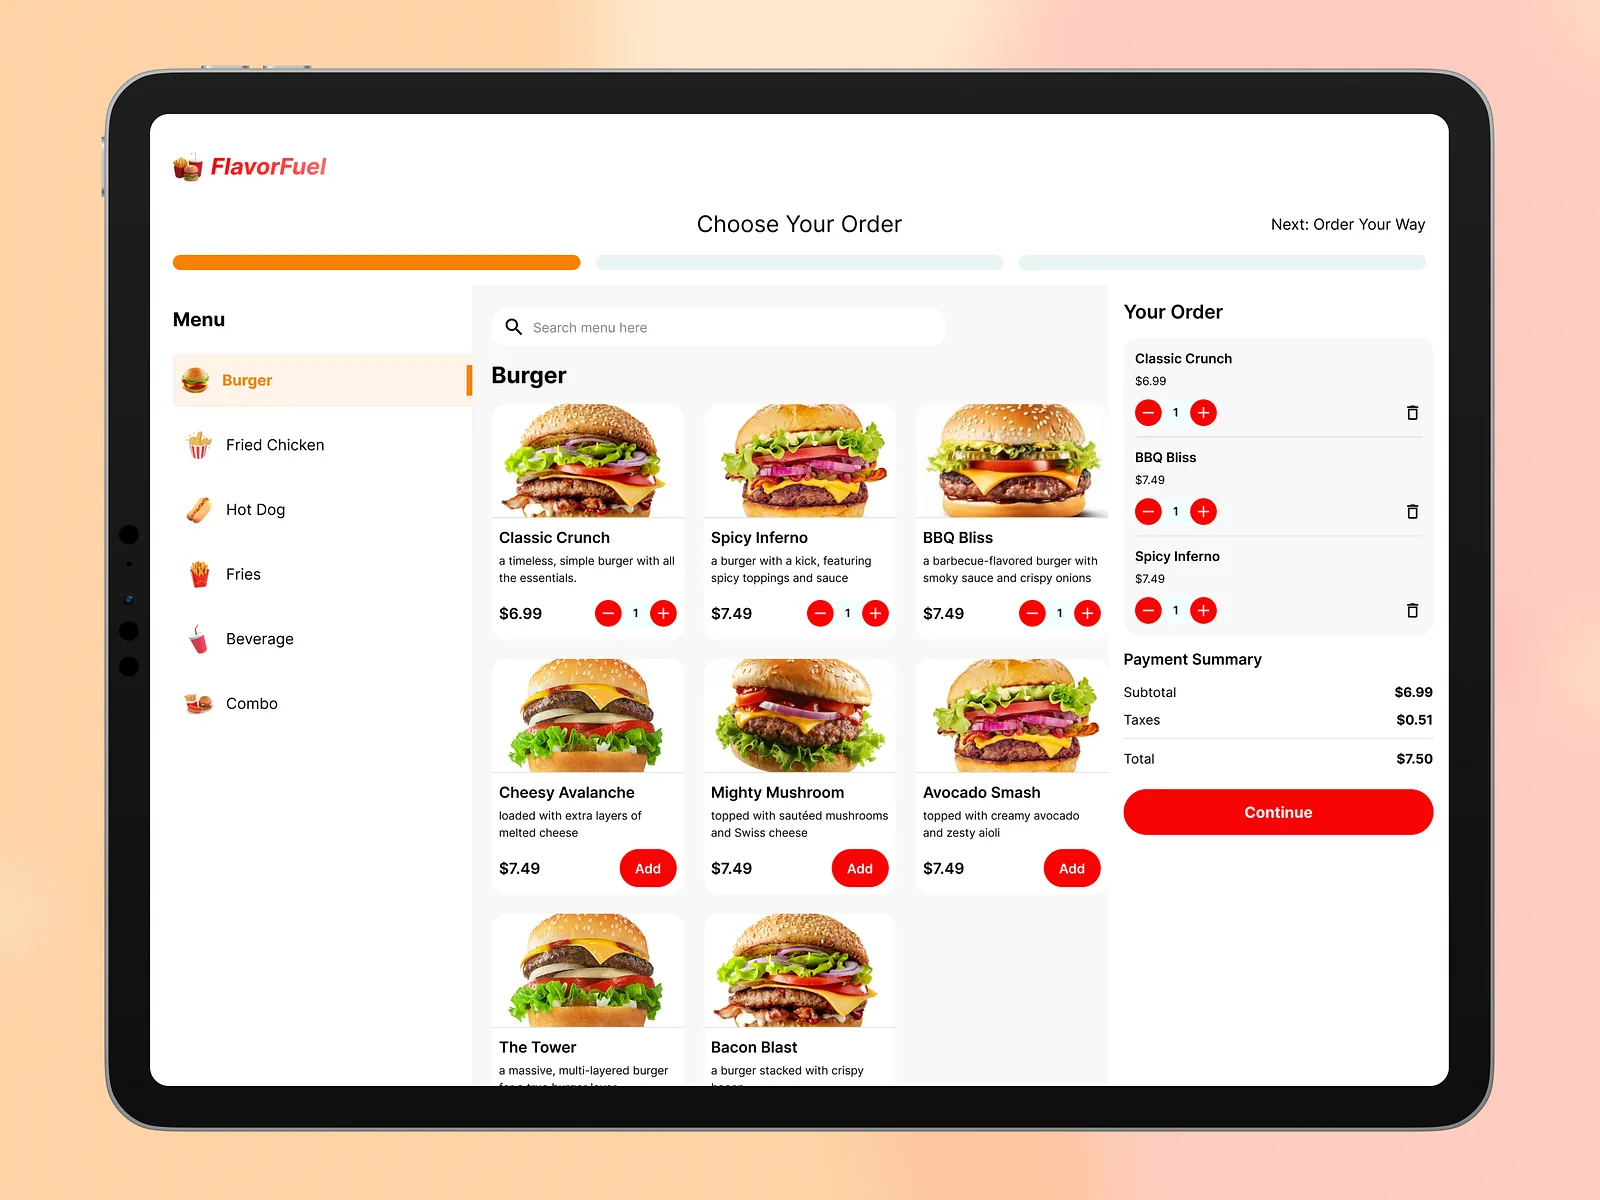 FlavorFuel
Choose Your Order
Next: Order Your Way
Menu
Burger
Fried Chicken
Hot Dog
Fries
Beverage
Combo
Search menu here
Burger
Classic Crunch
a timeless, simple burger with all
the essentials.
$6.99
1
Spicy Inferno
a burger with a kick, featuring
spicy toppings and sauce
$7.49
1
BBQ Bliss
a barbecue-flavored burger with
smoky sauce and crispy onions
$7.49
1
Cheesy Avalanche
loaded with extra layers of
melted cheese
$7.49
Add
Mighty Mushroom
topped with sautéed mushrooms
and Swiss cheese
$7.49
Add
Avocado Smash
topped with creamy avocado
and zesty aioli
$7.49
Add
The Tower
a massive, multi-layered burger
Bacon Blast
a burger stacked with crispy
Your Order
Classic Crunch
$6.99
1
BBQ Bliss
$7.49
1
Spicy Inferno
$7.49
1
Payment Summary
Subtotal $6.99
Taxes $0.51
Total $7.50
Continue